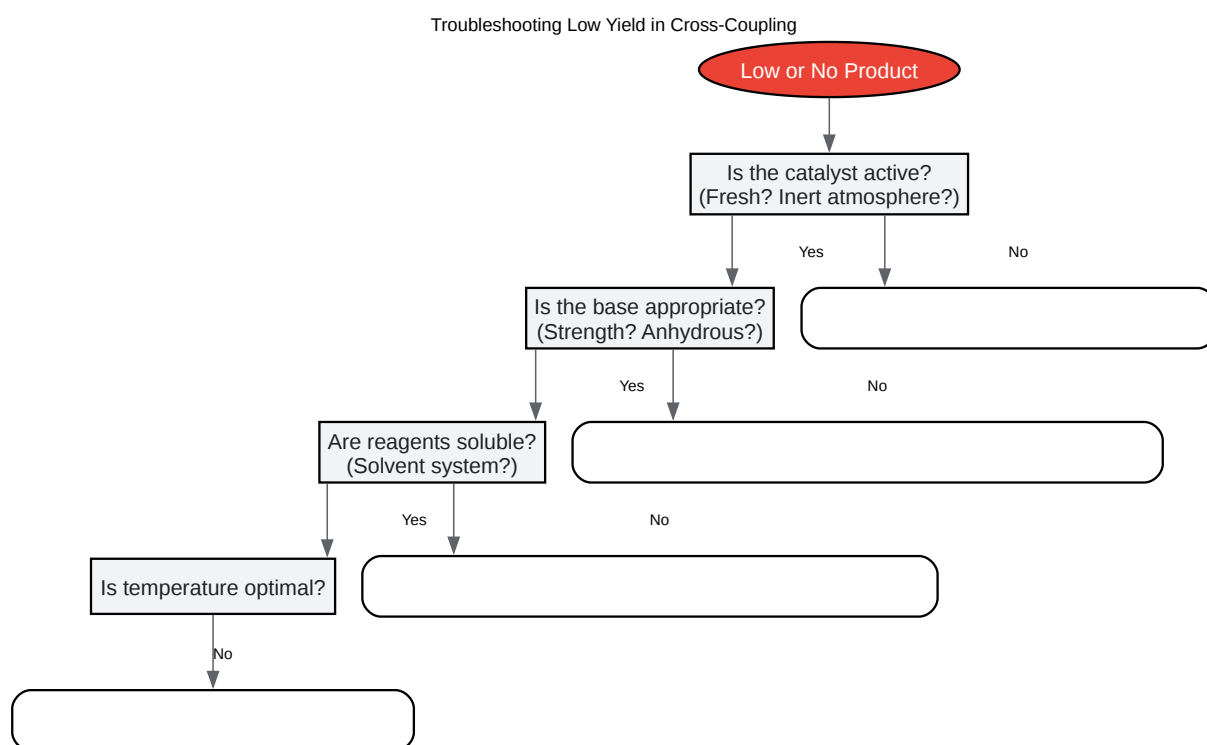 Troubleshooting Low Yield in Cross-Coupling
Low or No Product
Is the catalyst active?
(Fresh? Inert atmosphere?)
Yes
No
Is the base appropriate?
(Strength? Anhydrous?)
Yes
No
Are reagents soluble?
(Solvent system?)
Yes
No
Is temperature optimal?
No